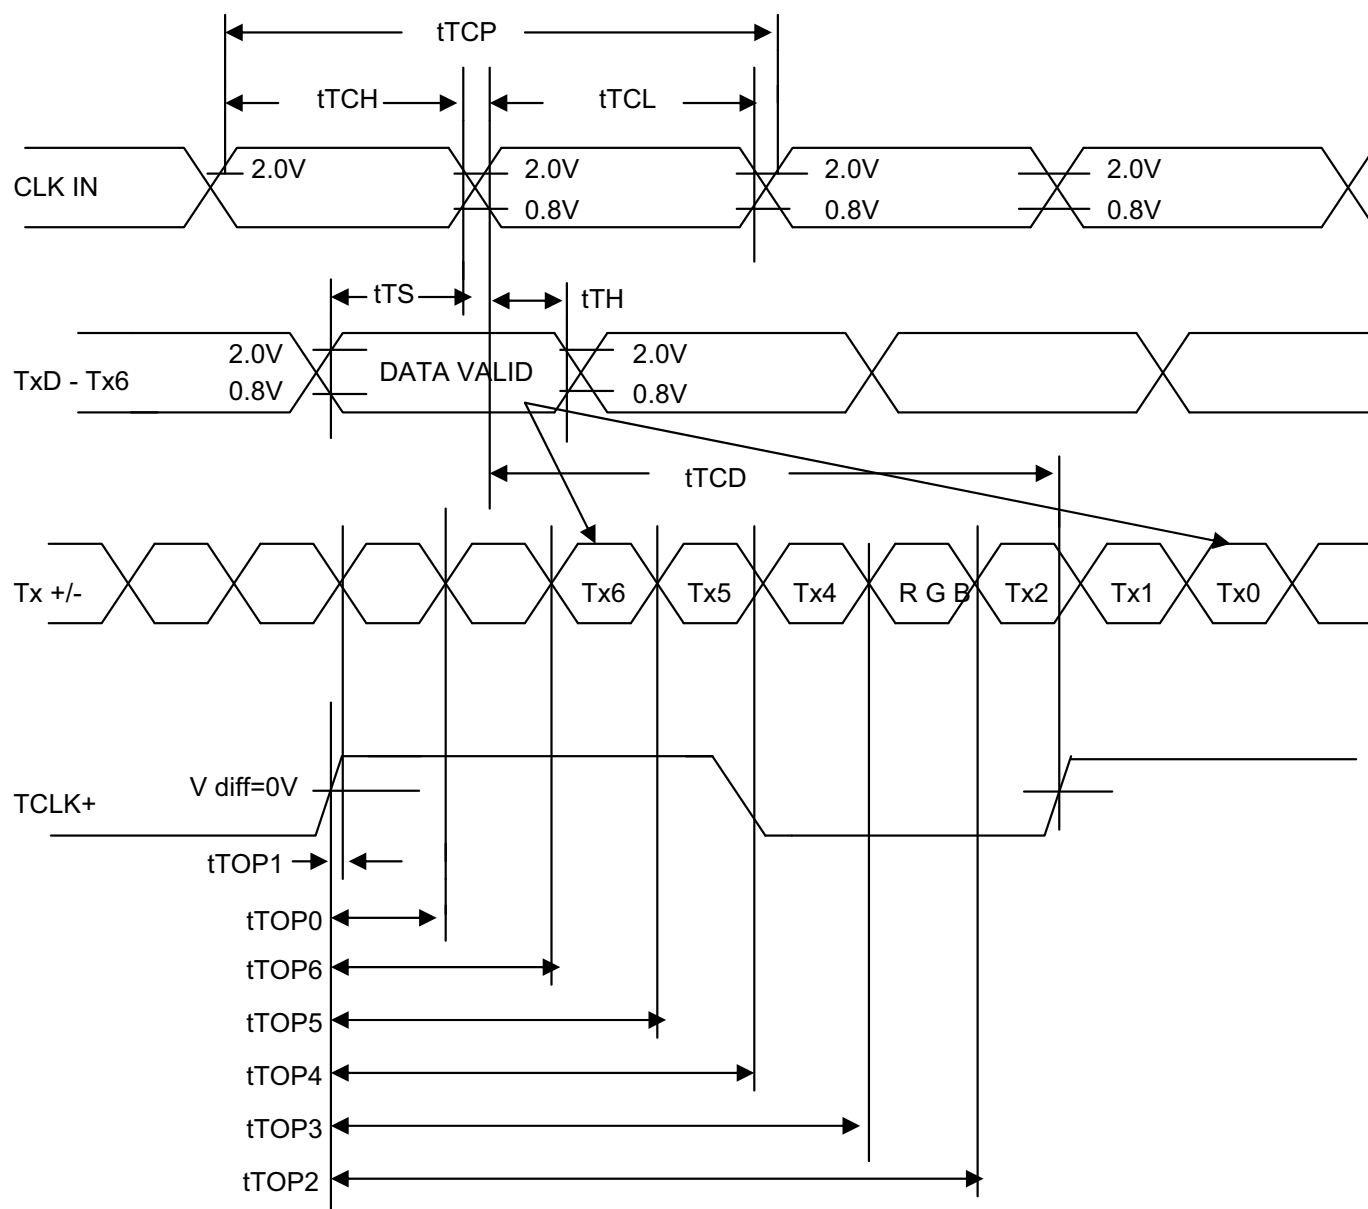 tTCP
tTCH
tTCL
CLK IN
2.0V
2.0V
0.8V
2.0V
0.8V
2.0V
0.8V
tTS
tTH
TxD - Tx6
2.0V
0.8V
DATA VALID
2.0V
0.8V
tTCD
Tx +/-
Tx6
Tx5
Tx4
R G B
Tx2
Tx1
Tx0
TCLK+
V diff=0V
tTOP1
tTOP0
tTOP6
tTOP5
tTOP4
tTOP3
tTOP2